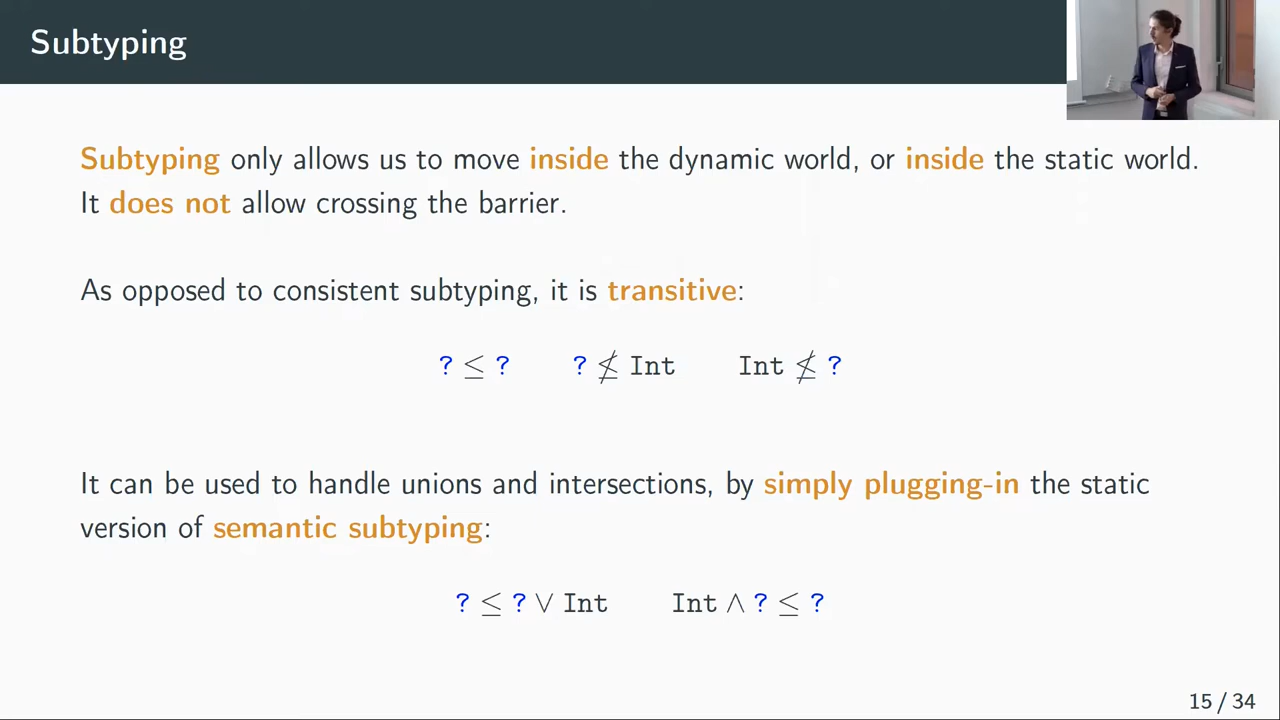 Subtyping
Subtyping only allows us to move inside the dynamic world, or inside the static world.
It does not allow crossing the barrier.
As opposed to consistent subtyping, it is transitive:
? ≤ ? ? ≰ Int Int ≰ ?
It can be used to handle unions and intersections, by simply plugging-in the static
version of semantic subtyping:
? ≤ ? ∨ Int Int ∧ ? ≤ ?
15 / 34